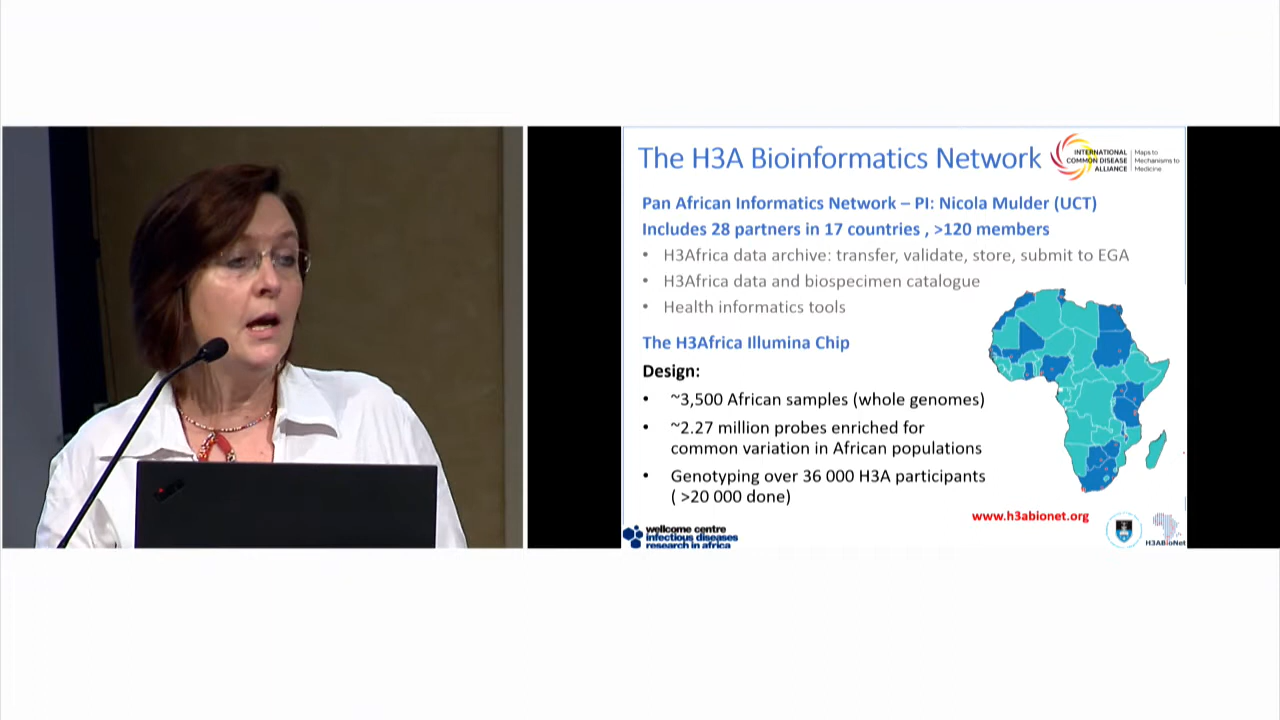 The H3A Bioinformatics Network
INTERNATIONAL
COMMON DISEASE
ALLIANCE
Maps to
Mechanisms to
Medicine
Pan African Informatics Network – PI: Nicola Mulder (UCT)
Includes 28 partners in 17 countries , >120 members
• H3Africa data archive: transfer, validate, store, submit to EGA
• H3Africa data and biospecimen catalogue
• Health informatics tools
The H3Africa Illumina Chip
Design:
• ~3,500 African samples (whole genomes)
• ~2.27 million probes enriched for
common variation in African populations
• Genotyping over 36 000 H3A participants
( >20 000 done)
www.h3abionet.org
wellcome centre
infectious diseases
research in africa
H3ABioNet